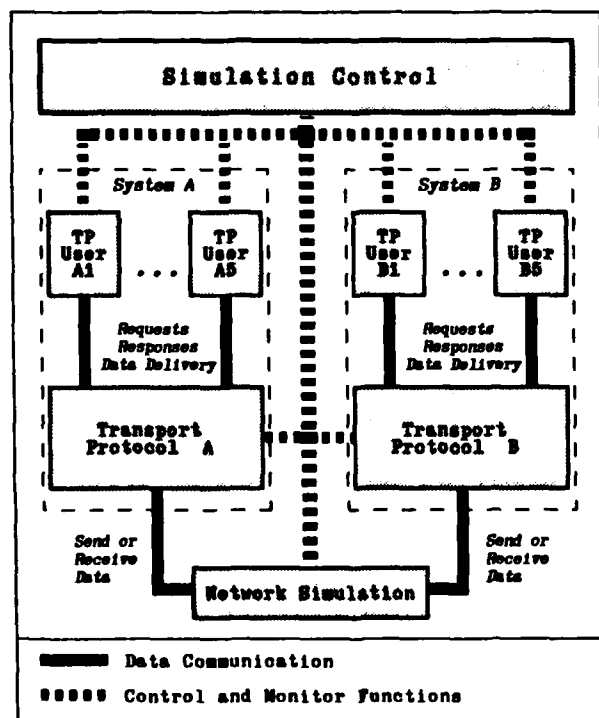 Simulation Control
System A
System B
TP
User
A1
...
TP
User
A5
TP
User
B1
...
TP
User
B5
Requests
Responses
Data Delivery
Requests
Responses
Data Delivery
Transport
Protocol A
Transport
Protocol B
Send or
Receive
Data
Send or
Receive
Data
Network Simulation
Data Communication
Control and Monitor Functions